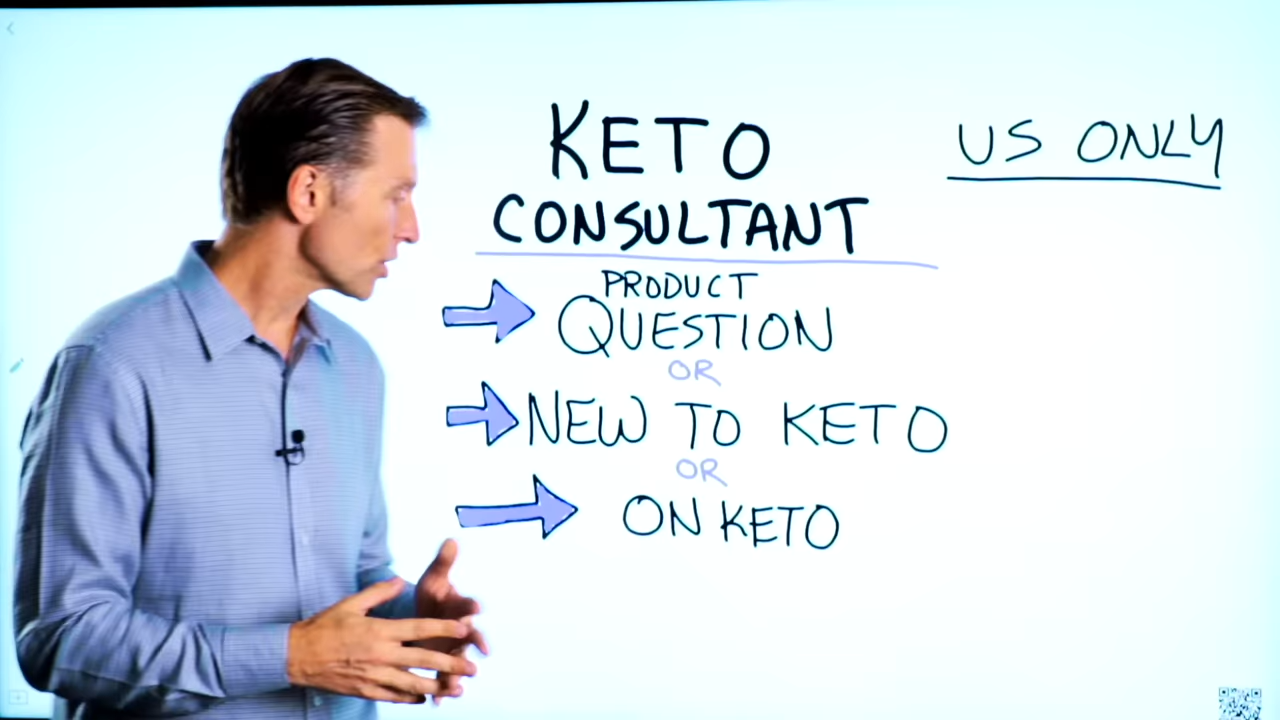 KETO
CONSULTANT
US ONLY
PRODUCT
QUESTION
OR
NEW TO KETO
OR
ON KETO